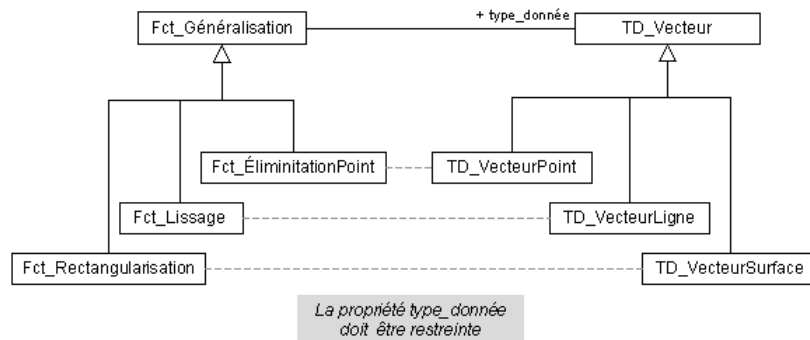 + type_donnée
Fct_Généralisation
TD_Vecteur
Fct_ÉliminitationPoint
TD_VecteurPoint
Fct_Lissage
TD_VecteurLigne
Fct_Rectangularisation
TD_VecteurSurface
La propriété type_donnée
doit être restreinte